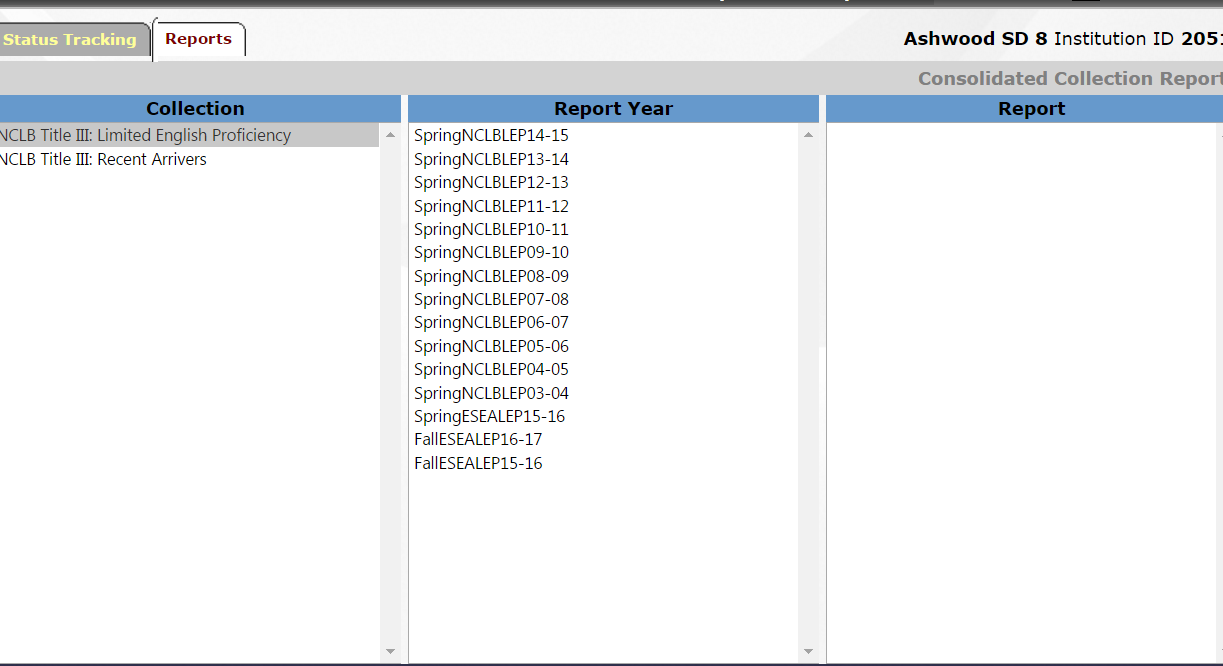 Status Tracking
Reports
Ashwood SD 8 Institution ID
Consolidated Collection Report
Collection
Report Year
Report
NCLB Title III: Limited English Proficiency
NCLB Title III: Recent Arrivers
SpringNCLBLEP14-15
SpringNCLBLEP13-14
SpringNCLBLEP12-13
SpringNCLBLEP11-12
SpringNCLBLEP10-11
SpringNCLBLEP09-10
SpringNCLBLEP08-09
SpringNCLBLEP07-08
SpringNCLBLEP06-07
SpringNCLBLEP05-06
SpringNCLBLEP04-05
SpringNCLBLEP03-04
SpringESEALEP15-16
FallESEALEP16-17
FallESEALEP15-16